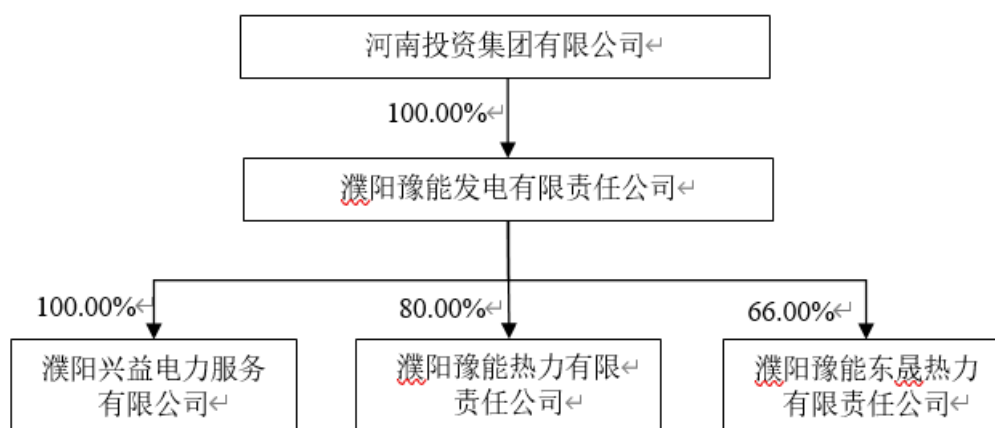 河南投资集团有限公司
100.00%
濮阳豫能发电有限责任公司
100.00%
80.00%
66.00%
濮阳兴益电力服务
有限公司
濮阳豫能热力有限
责任公司
濮阳豫能东晟热力
有限责任公司